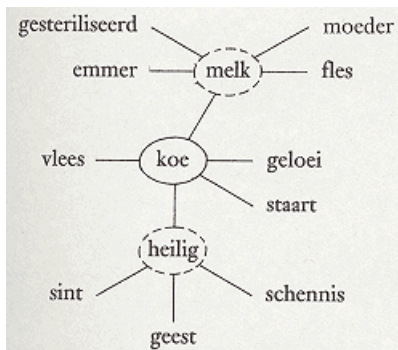 gesteriliseerd
moeder
emmer
melk
fles
vlees
koe
geloei
staart
heilig
sint
schennis
geest